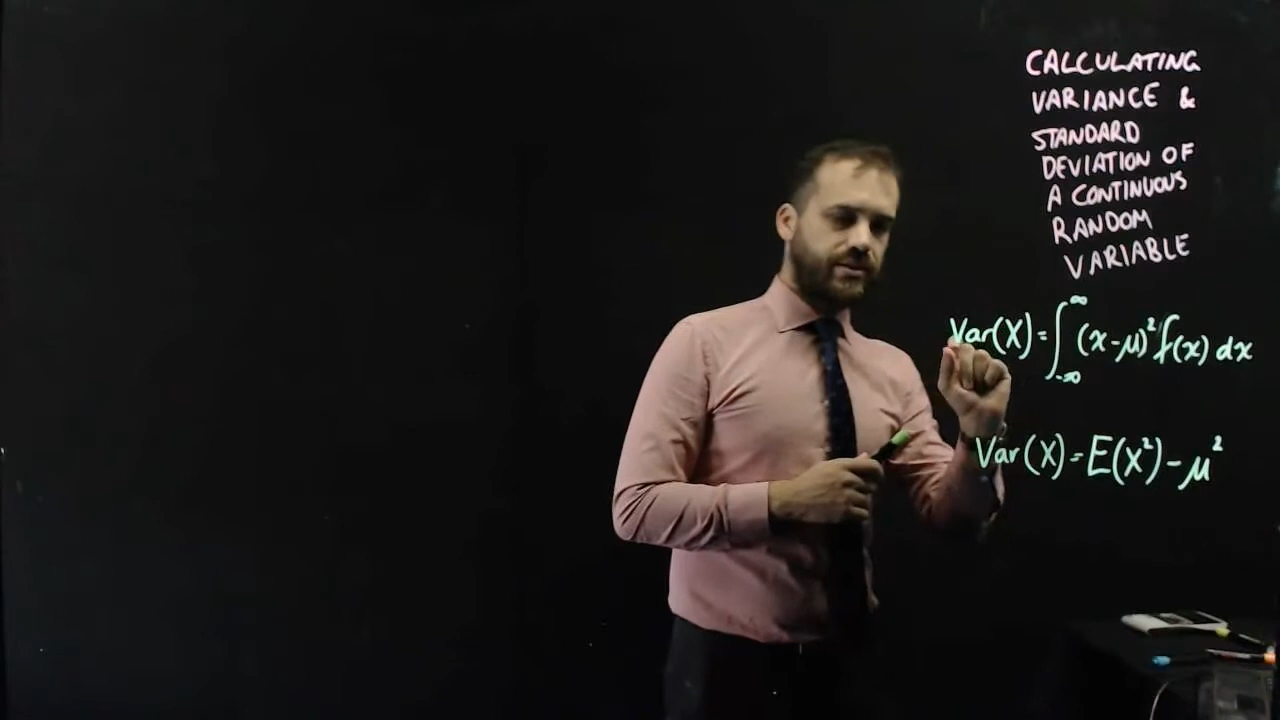 CALCULATING
VARIANCE &
STANDARD
DEVIATION OF
A CONTINUOUS
RANDOM
VARIABLE
Var(X)=∫_{-∞}^{∞} (x-μ)² f(x) dx
Var(X)=E(X²)-μ²